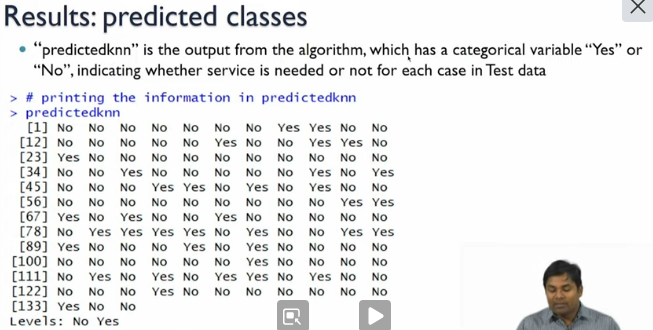 Results: predicted classes
• "predictedknn" is the output from the algorithm, which has a categorical variable "Yes" or
"No", indicating whether service is needed or not for each case in Test data
> # printing the information in predictedknn
> predictedknn
[1] No No No No No No No Yes Yes No No
[12] No No No No No Yes No No Yes Yes No
[23] Yes No No No No No No No No No No
[34] No No Yes No No No No No Yes No Yes
[45] No No No Yes Yes No Yes No Yes No No
[56] No No No No No No No No No Yes Yes
[67] Yes No Yes No No Yes No No No No No
[78] No Yes Yes Yes Yes No Yes No No Yes Yes
[89] Yes No No No Yes No Yes No No No No
[100] No No No No No No Yes No No No No
[111] No Yes No Yes No Yes Yes No Yes No No
[122] No No No Yes No No No No No No No
[133] Yes No No
Levels: No Yes